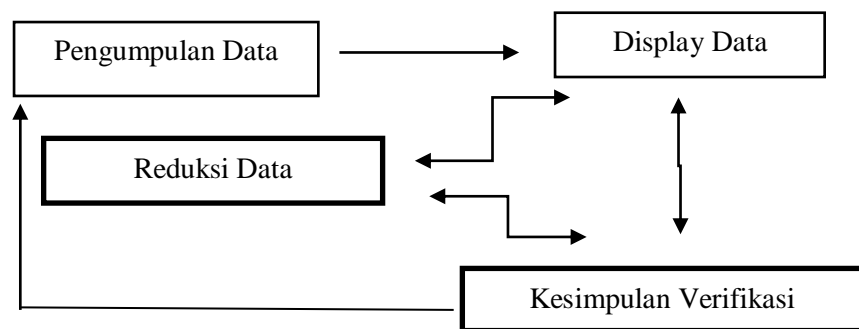 Pengumpulan Data
Display Data
Reduksi Data
Kesimpulan Verifikasi